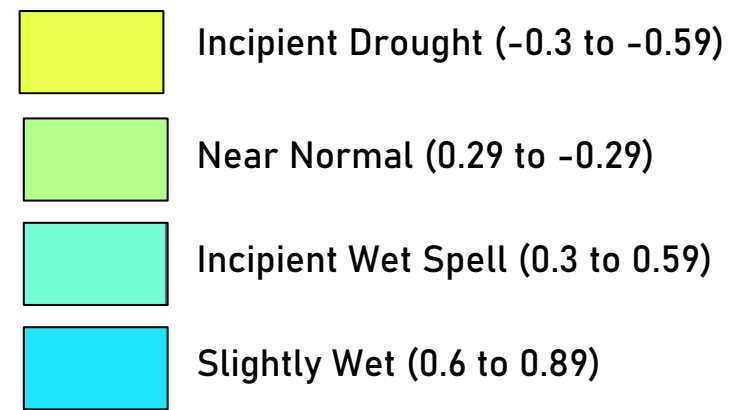 Incipient Drought (-0.3 to -0.59)
Near Normal (0.29 to -0.29)
Incipient Wet Spell (0.3 to 0.59)
Slightly Wet (0.6 to 0.89)